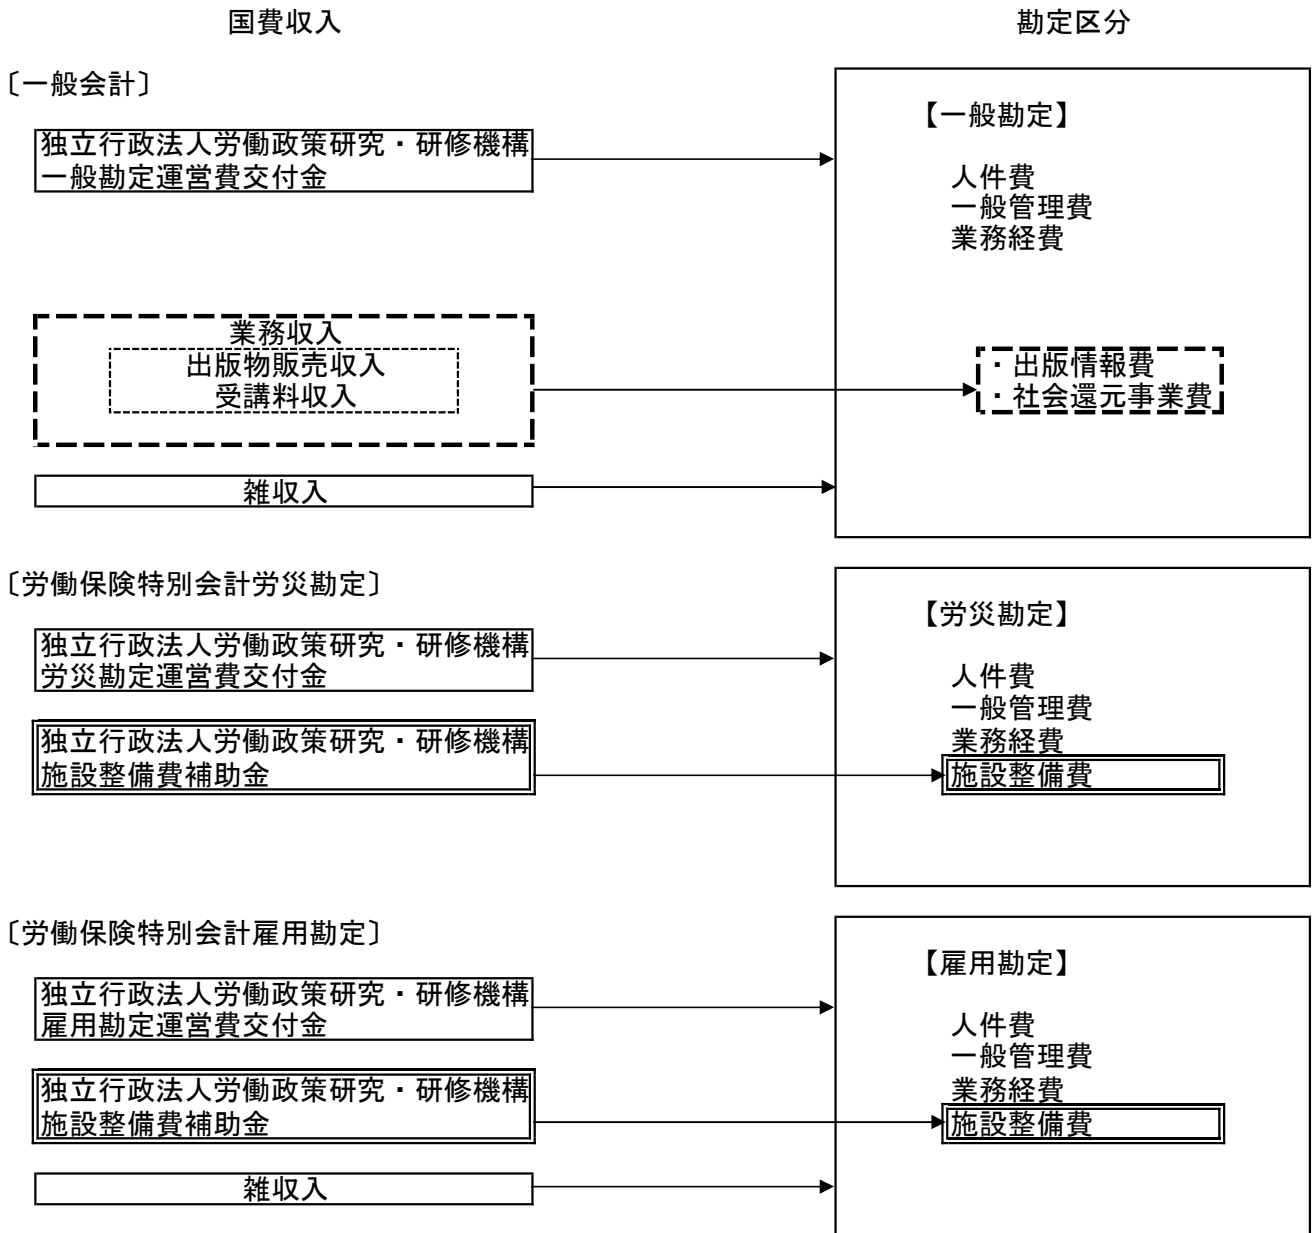 国費収入
勘定区分
〔一般会計〕
【一般勘定】
独立行政法人労働政策研究・研修機構
一般勘定運営費交付金
人件費
一般管理費
業務経費
業務収入
出版物販売収入
受講料収入
・出版情報費
・社会還元事業費
雑収入
〔労働保険特別会計労災勘定〕
【労災勘定】
独立行政法人労働政策研究・研修機構
労災勘定運営費交付金
人件費
一般管理費
業務経費
独立行政法人労働政策研究・研修機構
施設整備費補助金
施設整備費
〔労働保険特別会計雇用勘定〕
【雇用勘定】
独立行政法人労働政策研究・研修機構
雇用勘定運営費交付金
人件費
一般管理費
業務経費
独立行政法人労働政策研究・研修機構
施設整備費補助金
施設整備費
雑収入